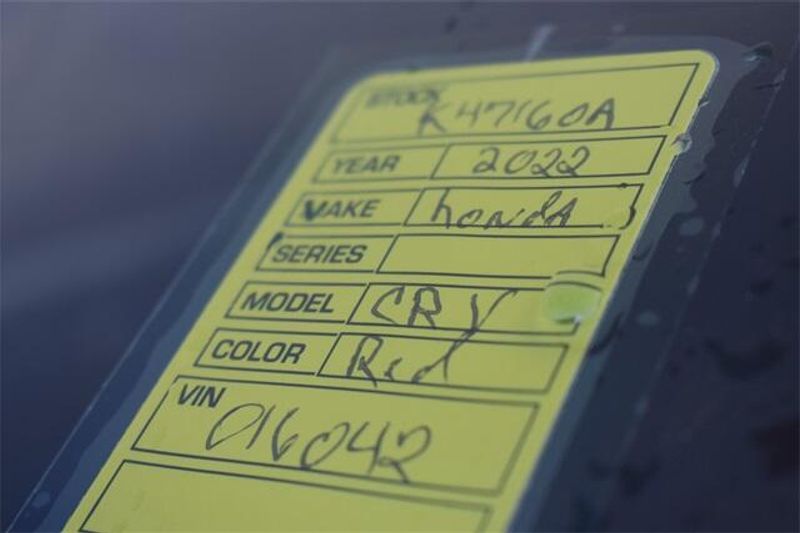 STOCK K47160A
YEAR 2022
MAKE honda
SERIES
MODEL CRV
COLOR Red
VIN
016042